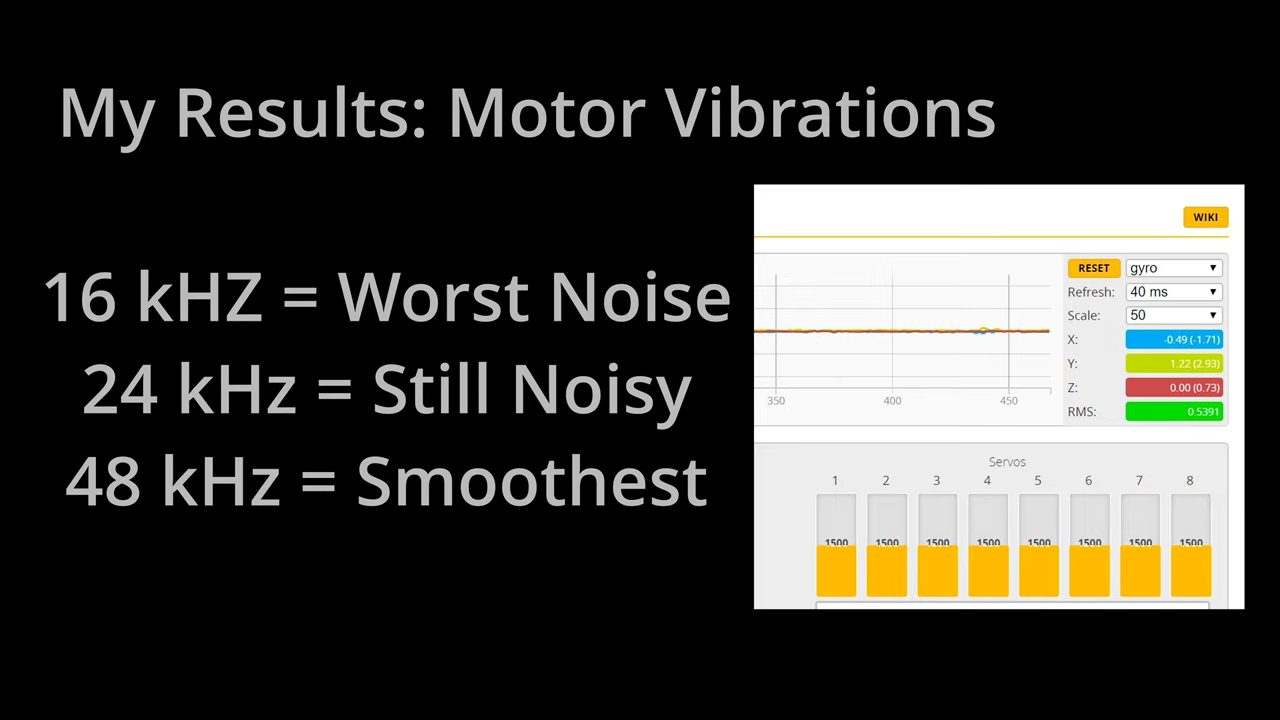 My Results: Motor Vibrations
16 kHZ = Worst Noise
24 kHz = Still Noisy
48 kHz = Smoothest
WIKI
RESET gyro
Refresh: 40 ms
Scale: 50
X: -0.49 (-1.71)
Y: 1.22 (2.93)
Z: 0.00 (0.73)
RMS: 0.5391
350 400 450
Servos
1 2 3 4 5 6 7 8
1500 1500 1500 1500 1500 1500 1500 1500